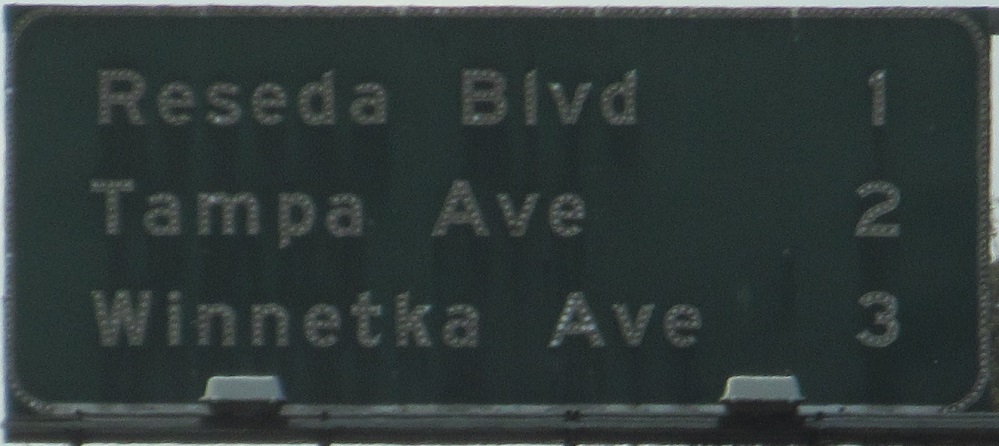 Reseda Blvd 1
Tampa Ave 2
Winnetka Ave 3